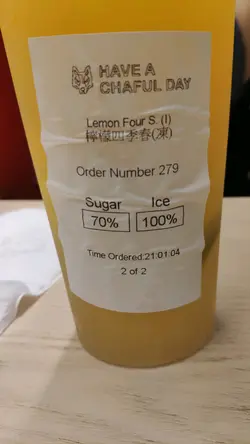 HAVE A
CHAFUL DAY
Lemon Four S. (I)
檸檬四季春(凍)
Order Number 279
Sugar Ice
70% 100%
Time Ordered:21:01:04
2 of 2